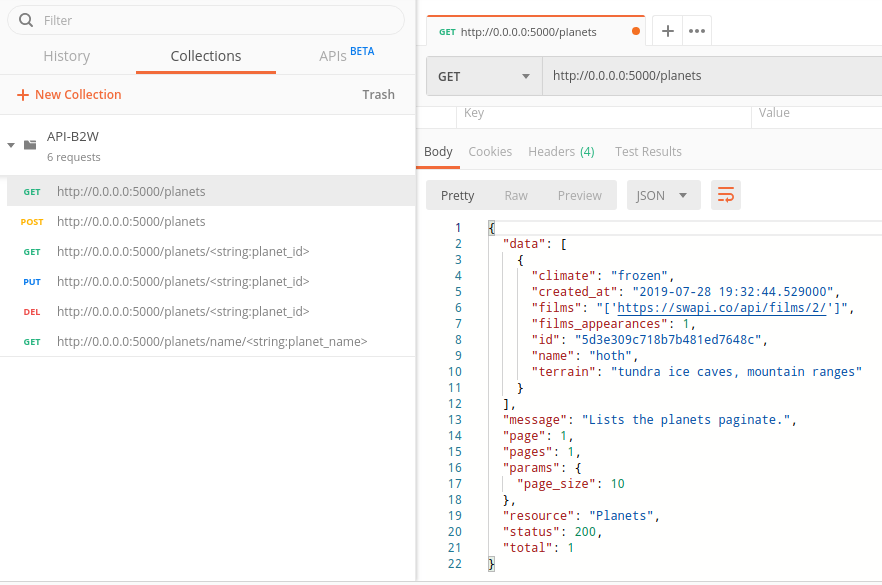 Filter
History Collections APIs BETA
+ New Collection Trash
API-B2W
6 requests
GET http://0.0.0.0:5000/planets
POST http://0.0.0.0:5000/planets
GET http://0.0.0.0:5000/planets/<string:planet_id>
PUT http://0.0.0.0:5000/planets/<string:planet_id>
DEL http://0.0.0.0:5000/planets/<string:planet_id>
GET http://0.0.0.0:5000/planets/name/<string:planet_name>
GET http://0.0.0.0:5000/planets
GET http://0.0.0.0:5000/planets
Key Value
Body Cookies Headers (4) Test Results
Pretty Raw Preview JSON
1 {
2 "data": [
3 {
4 "climate": "frozen",
5 "created_at": "2019-07-28 19:32:44.529000",
6 "films": "['https://swapi.co/api/films/2/']",
7 "films_appearances": 1,
8 "id": "5d3e309c718b7b481ed7648c",
9 "name": "hoth",
10 "terrain": "tundra ice caves, mountain ranges"
11 }
12 ],
13 "message": "Lists the planets paginate.",
14 "page": 1,
15 "pages": 1,
16 "params": {
17 "page_size": 10
18 },
19 "resource": "Planets",
20 "status": 200,
21 "total": 1
22 }